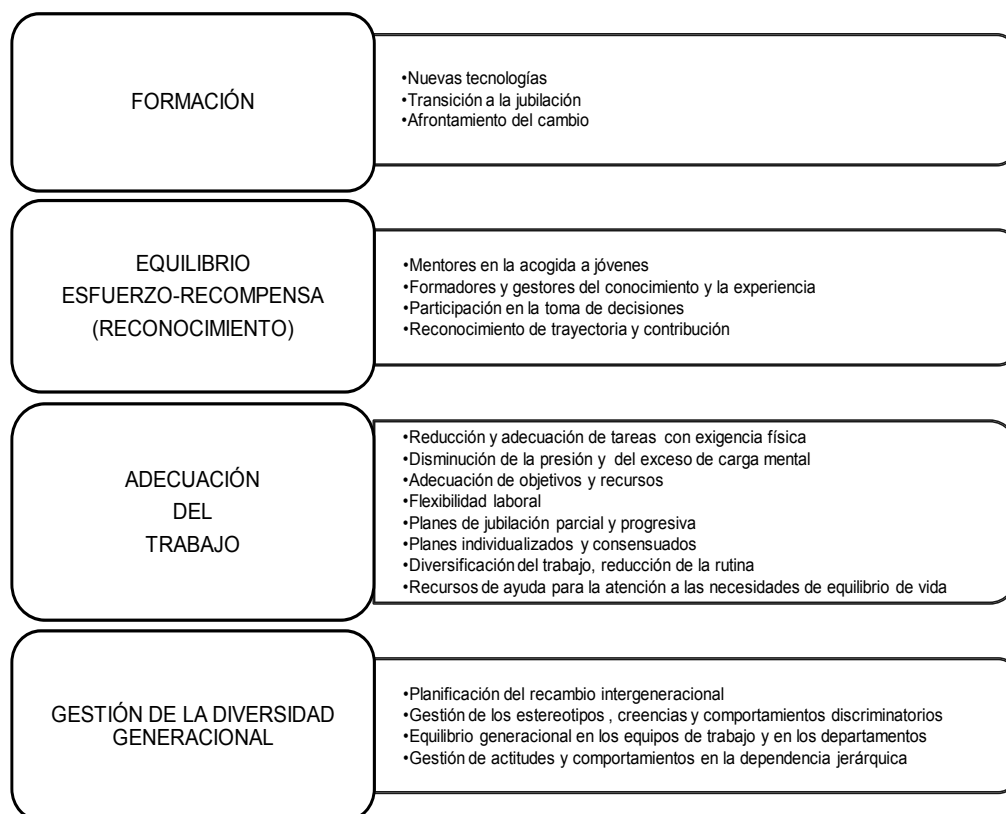 FORMACIÓN
•Nuevas tecnologías
•Transición a la jubilación
•Afrontamiento del cambio
EQUILIBRIO
ESFUERZO-RECOMPENSA
(RECONOCIMIENTO)
•Mentores en la acogida a jóvenes
•Formadores y gestores del conocimiento y la experiencia
•Participación en la toma de decisiones
•Reconocimiento de trayectoria y contribución
ADECUACIÓN
DEL
TRABAJO
•Reducción y adecuación de tareas con exigencia física
•Disminución de la presión y del exceso de carga mental
•Adecuación de objetivos y recursos
•Flexibilidad laboral
•Planes de jubilación parcial y progresiva
•Planes individualizados y consensuados
•Diversificación del trabajo, reducción de la rutina
•Recursos de ayuda para la atención a las necesidades de equilibrio de vida
GESTIÓN DE LA DIVERSIDAD
GENERACIONAL
•Planificación del recambio intergeneracional
•Gestión de los estereotipos , creencias y comportamientos discriminatorios
•Equilibrio generacional en los equipos de trabajo y en los departamentos
•Gestión de actitudes y comportamientos en la dependencia jerárquica